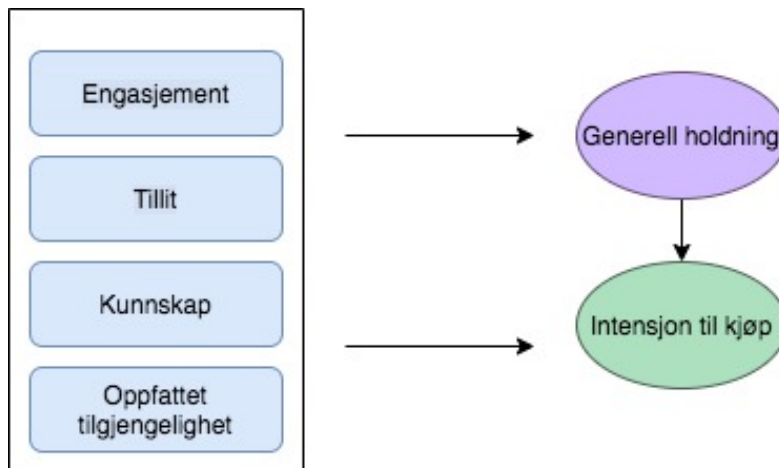 Engasjement
Tillit
Kunnskap
Oppfattet
tilgjengelighet
Generell holdning
Intensjon til kjøp